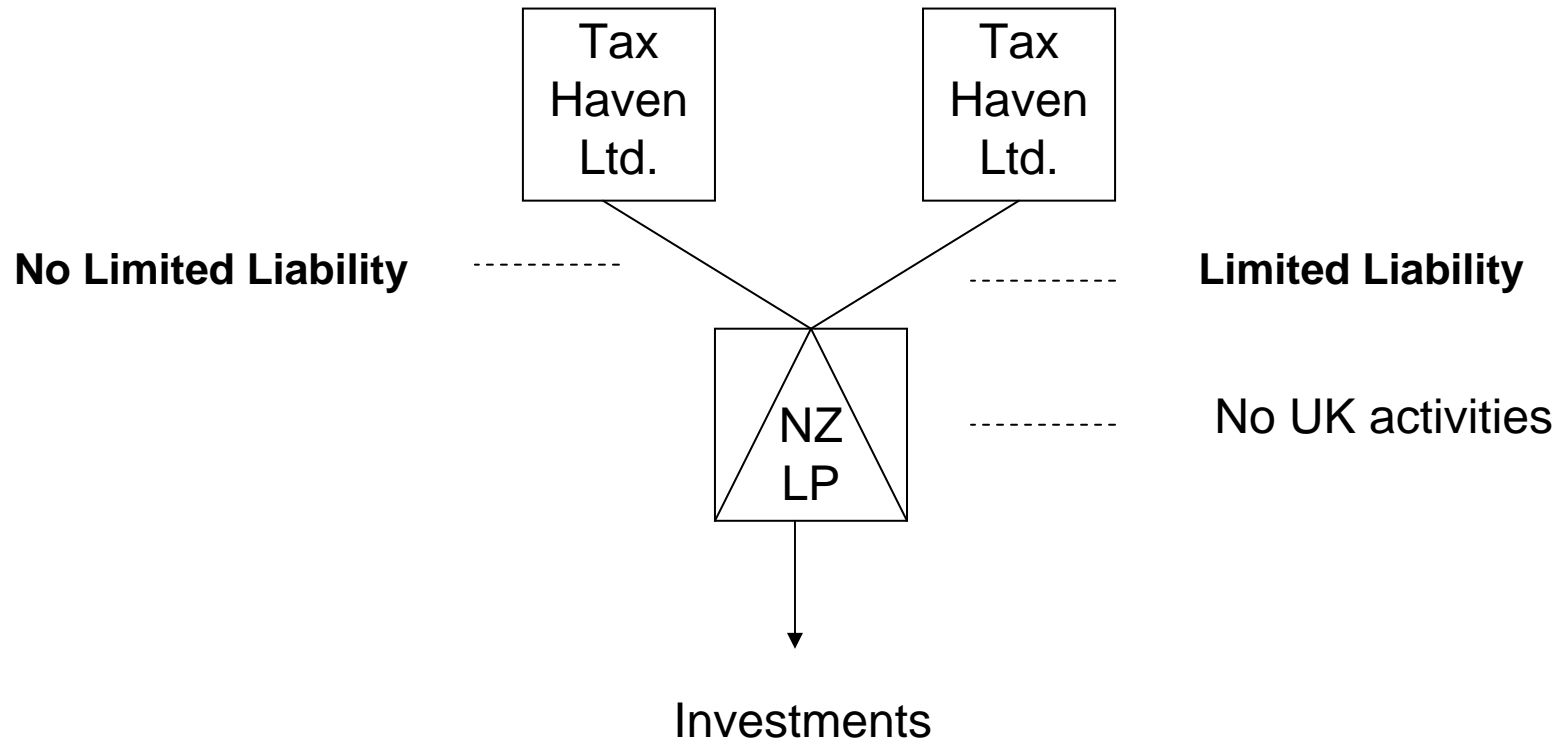 Tax
Haven
Ltd.
Tax
Haven
Ltd.
No Limited Liability
Limited Liability
NZ
LP
No UK activities
Investments